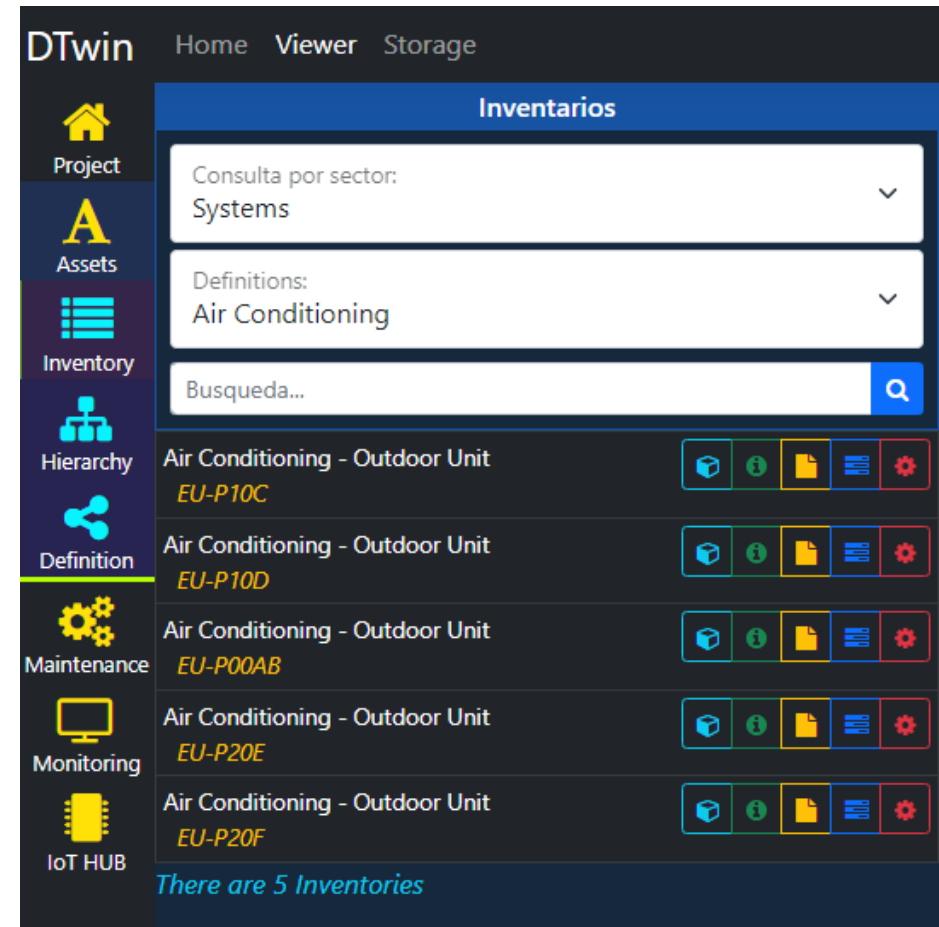 DTwin Home Viewer Storage
Project
Assets
Inventory
Hierarchy
Definition
Maintenance
Monitoring
IoT HUB
Inventarios
Consulta por sector:
Systems
Definitions:
Air Conditioning
Busqueda...
Air Conditioning - Outdoor Unit
EU-P10C
Air Conditioning - Outdoor Unit
EU-P10D
Air Conditioning - Outdoor Unit
EU-P00AB
Air Conditioning - Outdoor Unit
EU-P20E
Air Conditioning - Outdoor Unit
EU-P20F
There are 5 Inventories